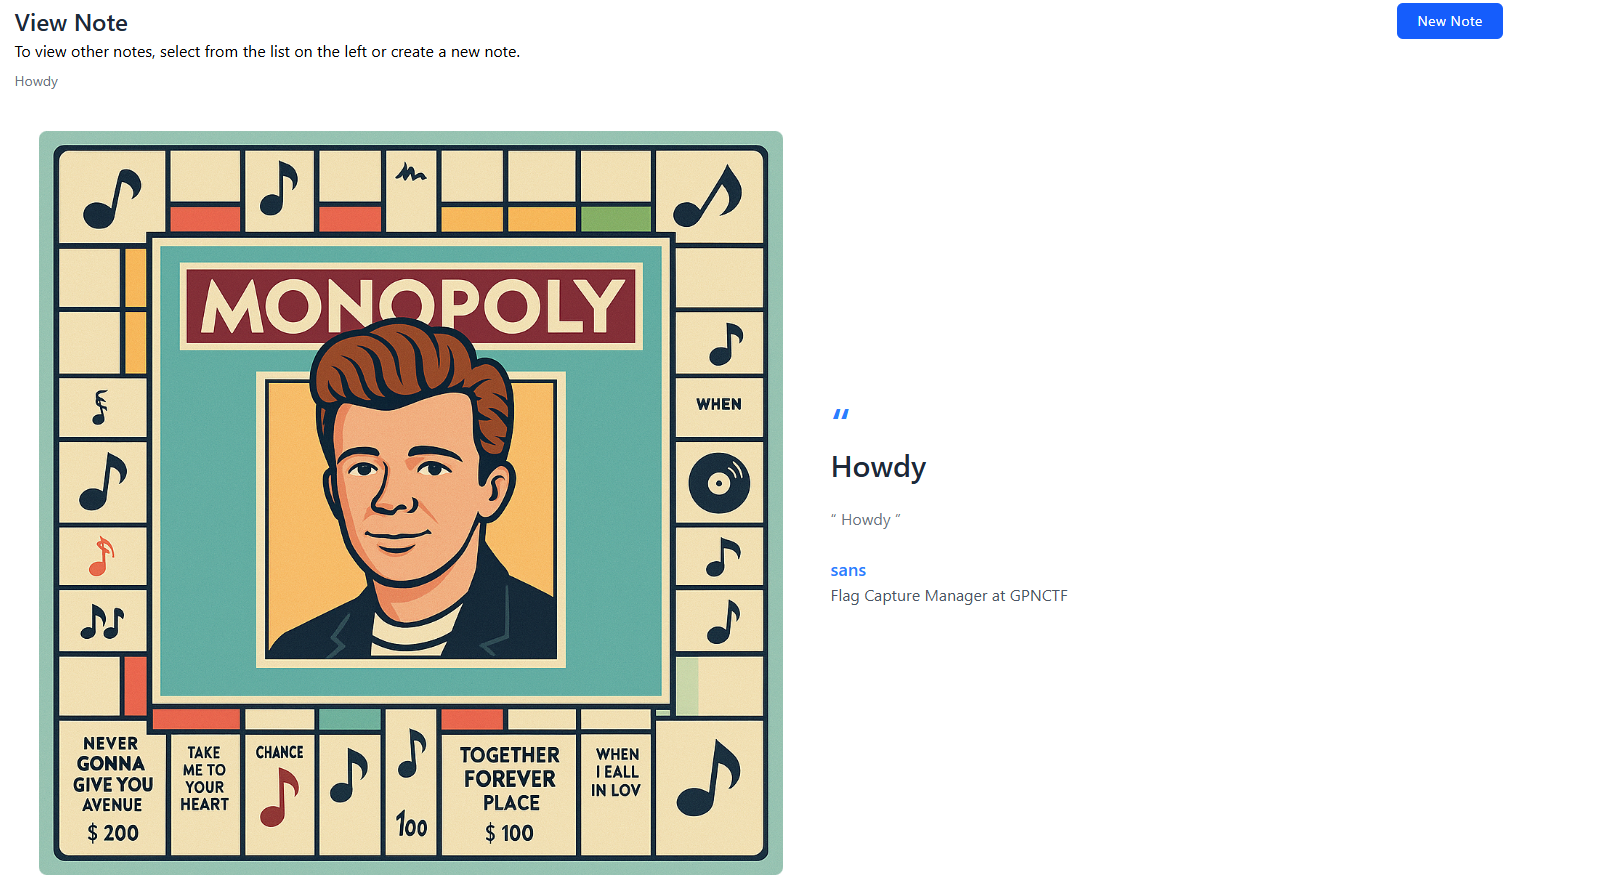 View Note
New Note
To view other notes, select from the list on the left or create a new note.
Howdy
MONOPOLY
WHEN
“
Howdy
“ Howdy ”
sans
Flag Capture Manager at GPNCTF
NEVER
GONNA
GIVE YOU
AVENUE
$ 200
TAKE
ME TO
YOUR
HEART
CHANCE
100
TOGETHER
FOREVER
PLACE
$ 100
WHEN
I EALL
IN LOV